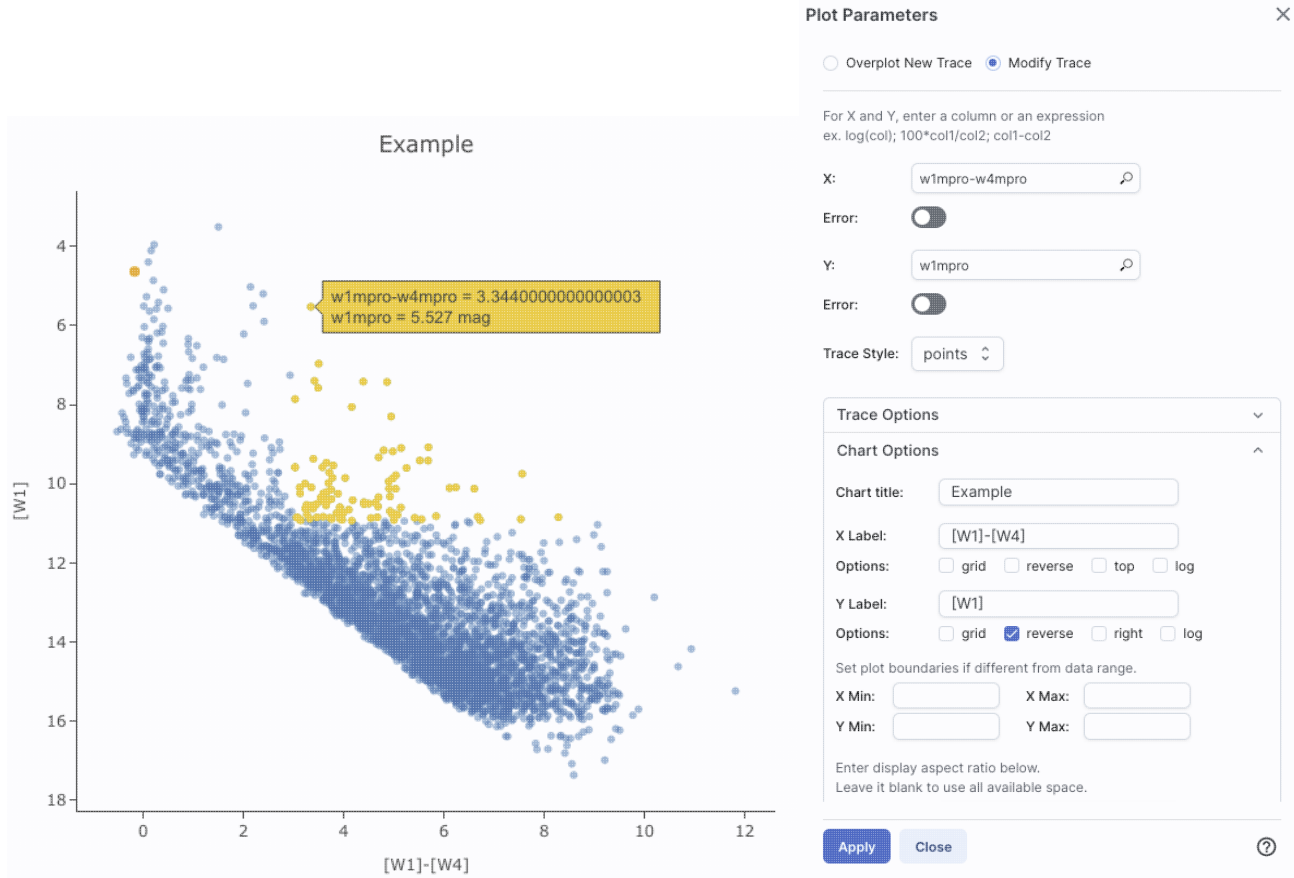 Example
4
6
8
10
12
14
16
18
[W1]
w1mpro-w4mpro = 3.3440000000000003
w1mpro = 5.527 mag
0 2 4 6 8 10 12
[W1]-[W4]
Plot Parameters
Overplot New Trace Modify Trace
For X and Y, enter a column or an expression
ex. log(col); 100*col1/col2; col1-col2
X: w1mpro-w4mpro
Error:
Y: w1mpro
Error:
Trace Style: points
Trace Options
Chart Options
Chart title: Example
X Label: [W1]-[W4]
Options: grid reverse top log
Y Label: [W1]
Options: grid reverse right log
Set plot boundaries if different from data range.
X Min: X Max:
Y Min: Y Max:
Enter display aspect ratio below.
Leave it blank to use all available space.
Apply Close